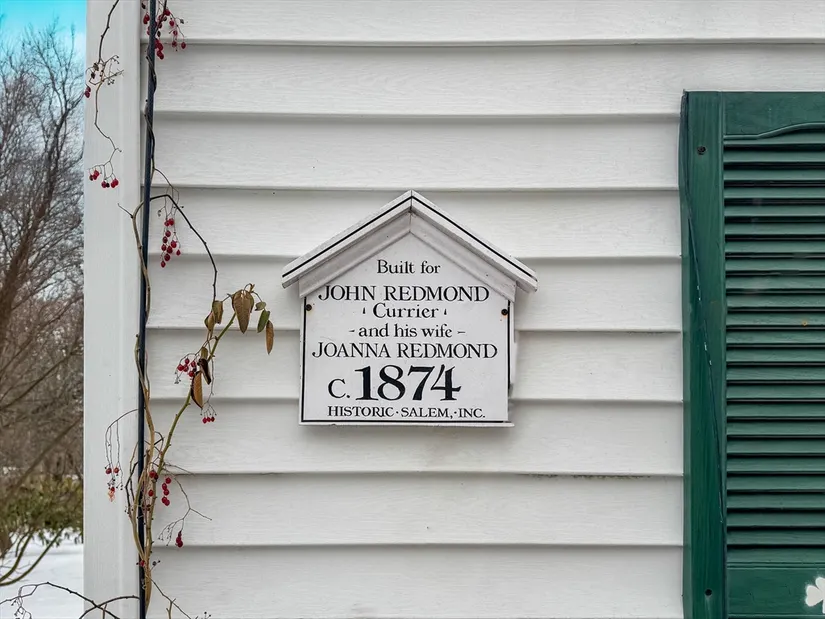 Built for
JOHN REDMOND
Currier
- and his wife -
JOANNA REDMOND
c. 1874
HISTORIC · SALEM, · INC.